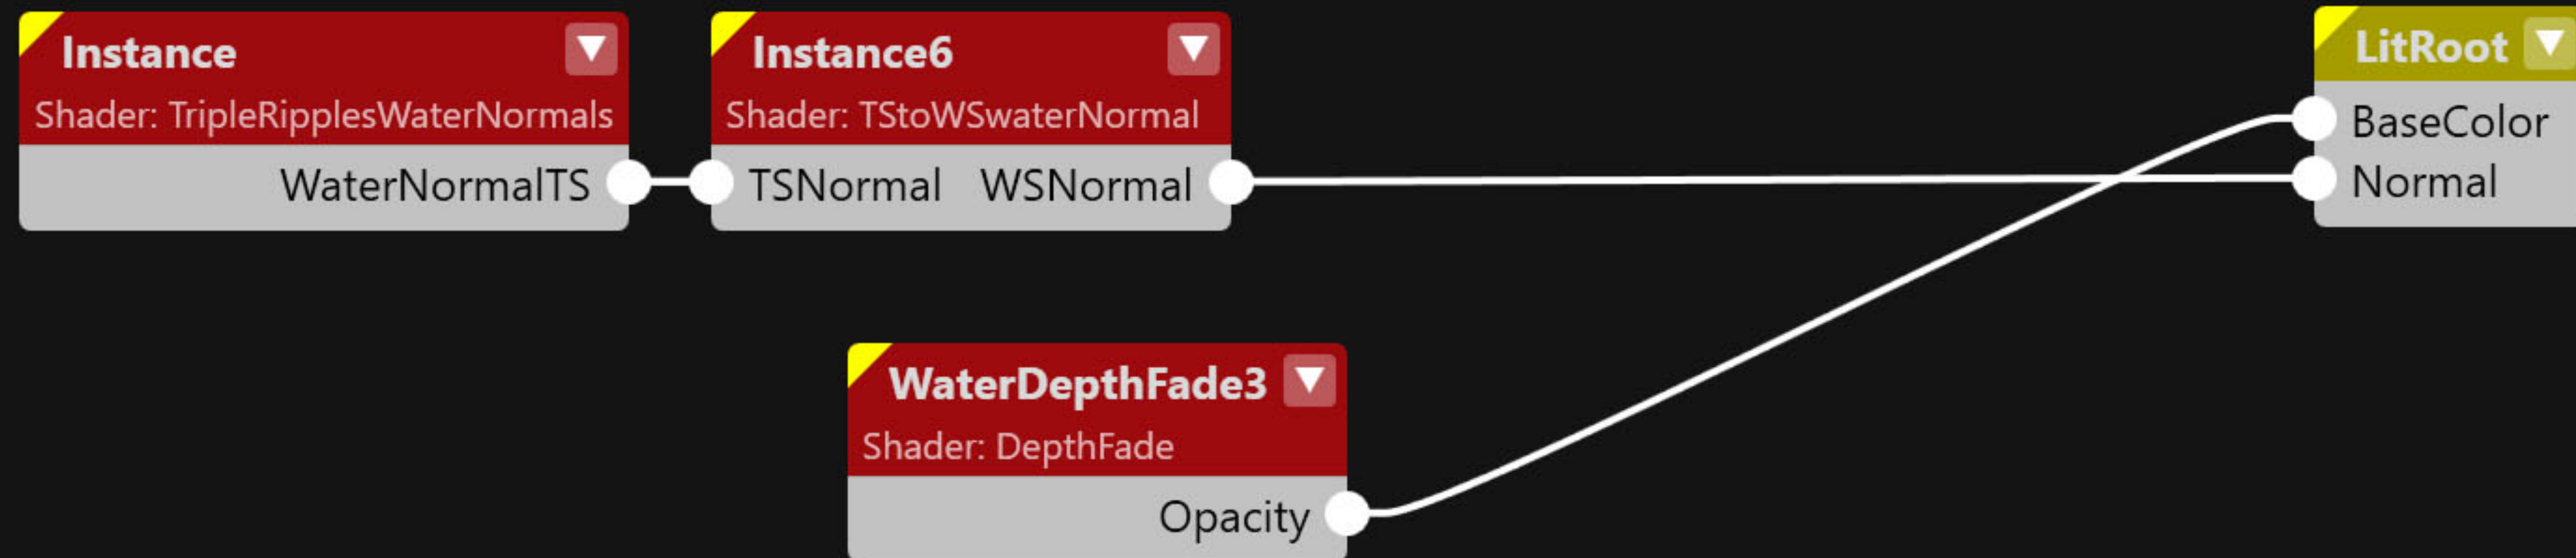 Instance
Shader: TripleRipplesWaterNormals
WaterNormalTS
Instance6
Shader: TStoWSwaterNormal
TSNormal WSNormal
LitRoot
BaseColor
Normal
WaterDepthFade3
Shader: DepthFade
Opacity